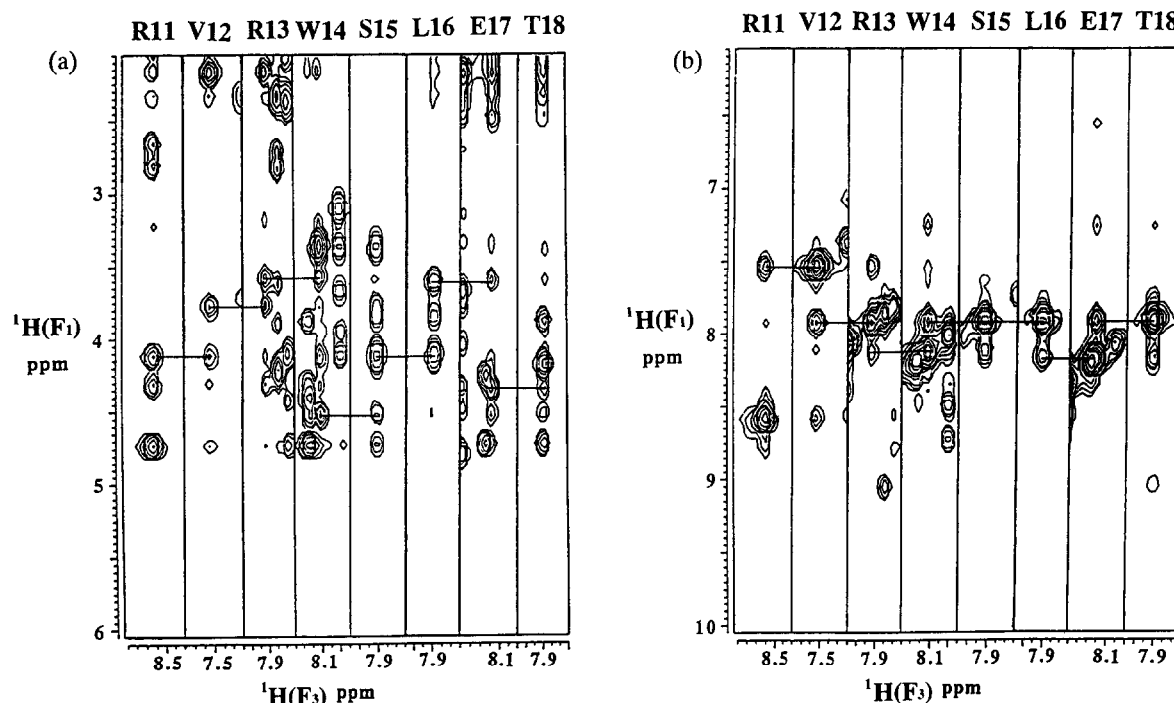 R11 V12 R13 W14 S15 L16 E17 T18
(a)
3
4
5
6
¹H(F₁)
ppm
8.5 7.5 7.9 8.1 7.9 7.9 8.1 7.9
¹H(F₃) ppm
R11 V12 R13 W14 S15 L16 E17 T18
(b)
7
8
9
10
¹H(F₁)
ppm
8.5 7.5 7.9 8.1 7.9 7.9 8.1 7.9
¹H(F₃) ppm